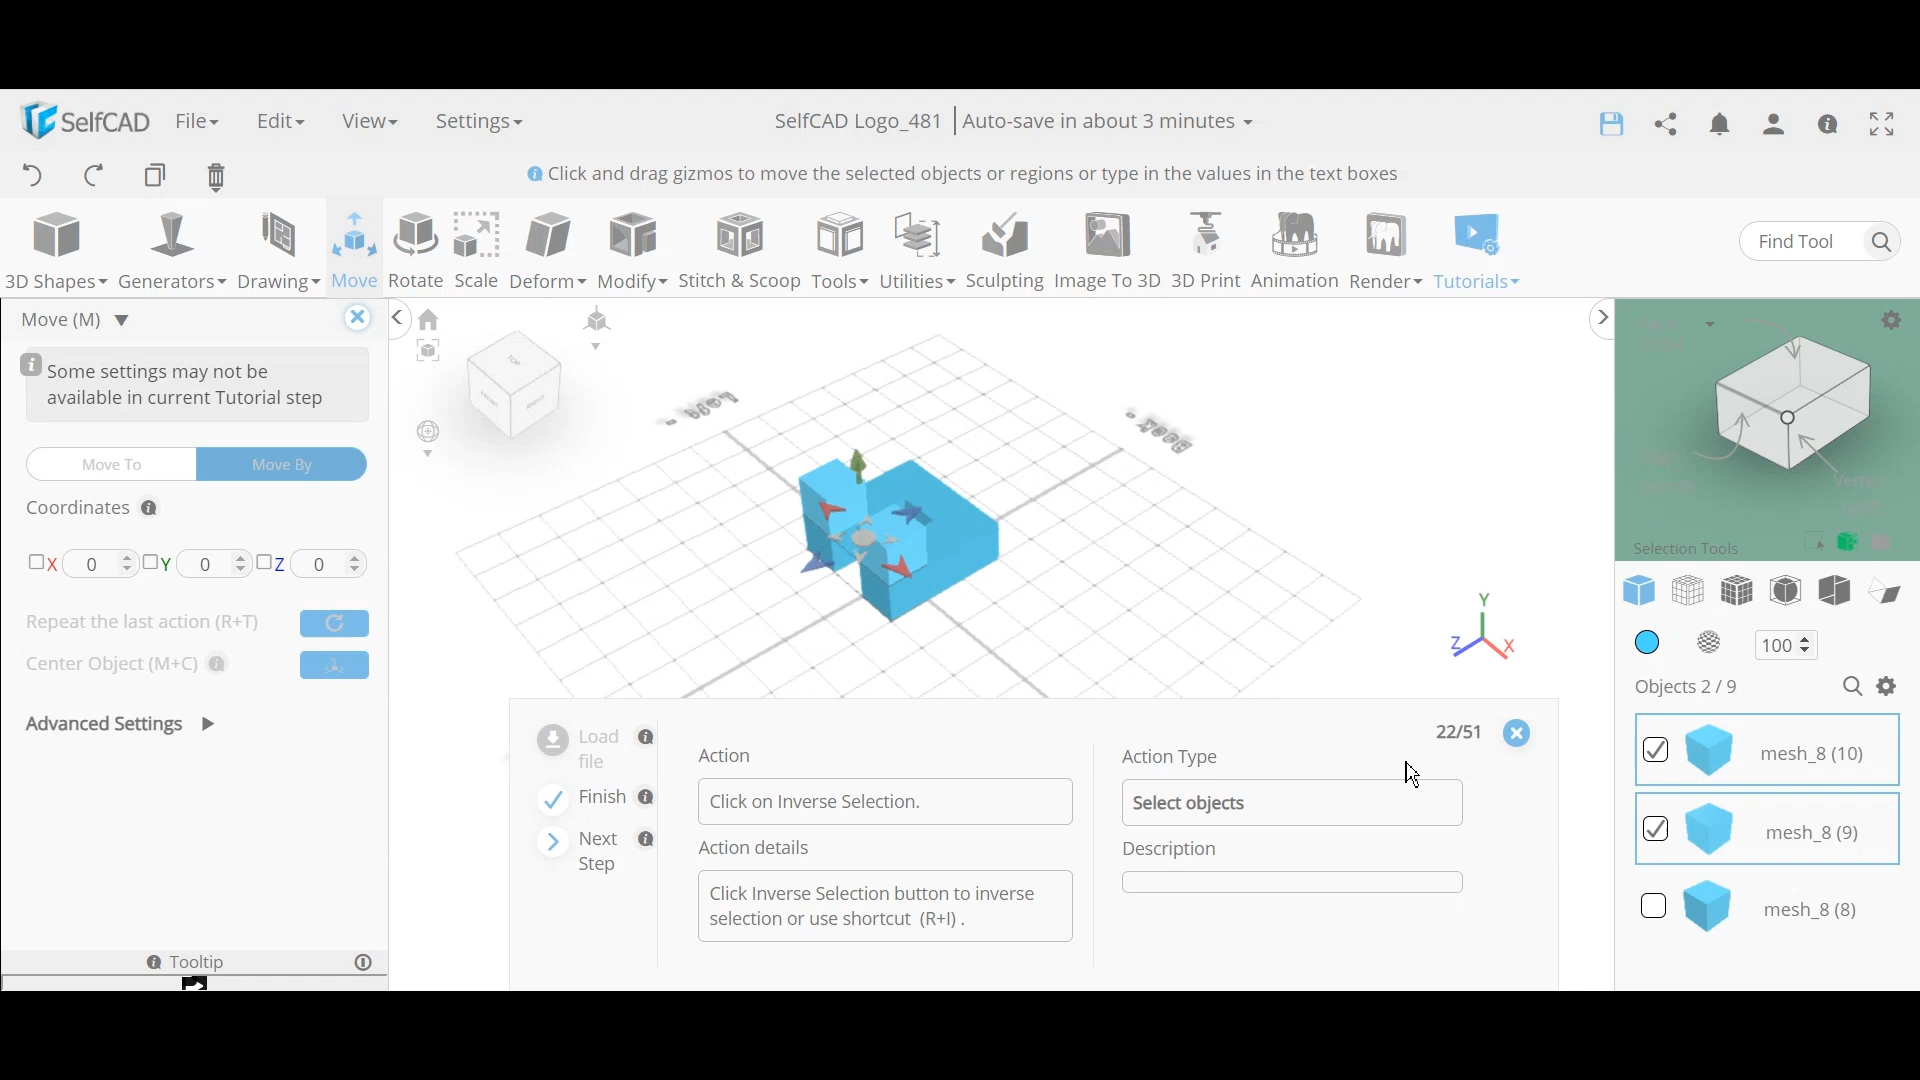 SelfCAD File Edit View Settings SelfCAD Logo_481 Auto-save in about 3 minutes
Click and drag gizmos to move the selected objects or regions or type in the values in the text boxes
3D Shapes Generators Drawing Move Rotate Scale Deform Modify Stitch & Scoop Tools Utilities Sculpting Image To 3D 3D Print Animation Render Tutorials
Find Tool
Move (M)
Some settings may not be
available in current Tutorial step
Move To Move By
Coordinates
X 0 Y 0 Z 0
Repeat the last action (R+T)
Center Object (M+C)
Advanced Settings
Tooltip
TOP
FRONT
RIGHT
Y
Z
X
Load
file
Finish
Next
Step
Action
Click on Inverse Selection.
Action details
Click Inverse Selection button to inverse
selection or use shortcut (R+I) .
22/51
Action Type
Select objects
Description
Vertex
Selection Tools
100
Objects 2 / 9
mesh_8 (10)
mesh_8 (9)
mesh_8 (8)